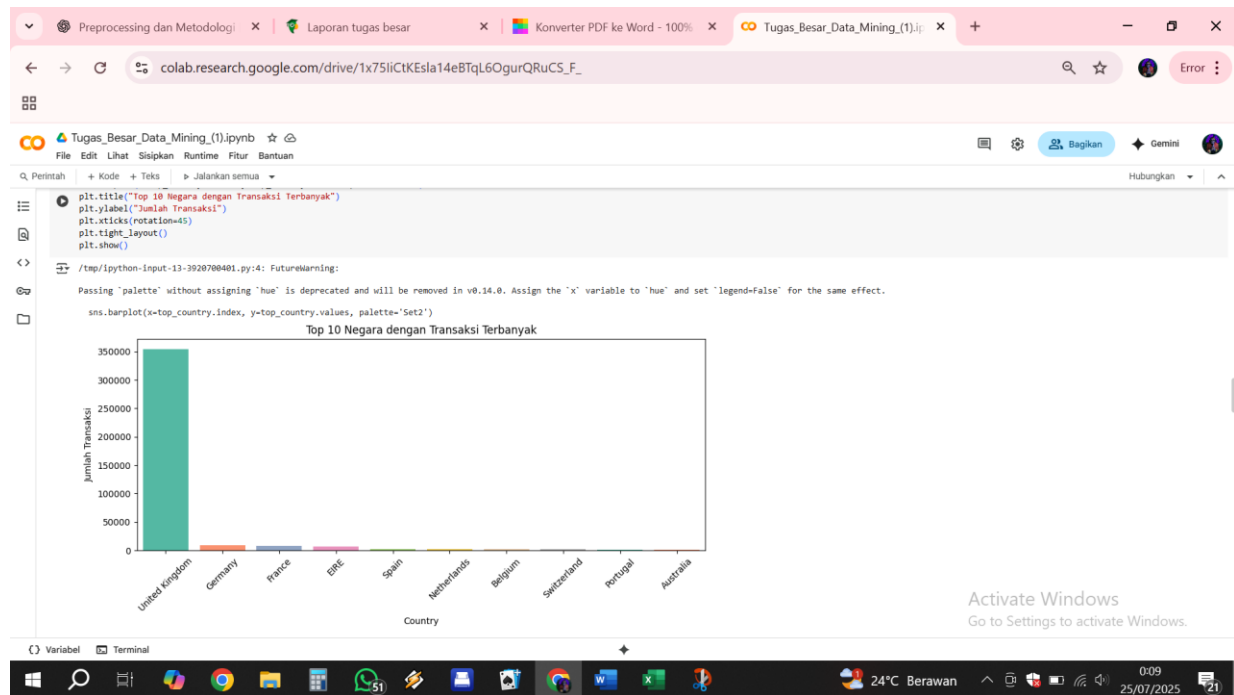 Preprocessing dan Metodologi
Laporan tugas besar
Konverter PDF ke Word - 100%
Tugas_Besar_Data_Mining_(1).ip
colab.research.google.com/drive/1x75IiCtKEsla14eBTqL6OgurQRuCS_F_
Error
Tugas_Besar_Data_Mining_(1).ipynb
File Edit Lihat Sisipkan Runtime Fitur Bantuan
Bagikan
Gemini
Perintah + Kode + Teks Jalankan semua
Hubungkan
plt.title("Top 10 Negara dengan Transaksi Terbanyak")
plt.ylabel("Jumlah Transaksi")
plt.xticks(rotation=45)
plt.tight_layout()
plt.show()
/tmp/ipython-input-13-3920700401.py:4: FutureWarning:
Passing `palette` without assigning `hue` is deprecated and will be removed in v0.14.0. Assign the `x` variable to `hue` and set `legend=False` for the same effect.
sns.barplot(x=top_country.index, y=top_country.values, palette='Set2')
Top 10 Negara dengan Transaksi Terbanyak
350000
300000
250000
200000
150000
100000
50000
0
Jumlah Transaksi
United Kingdom
Germany
France
EIRE
Spain
Netherlands
Belgium
Switzerland
Portugal
Australia
Country
Activate Windows
Go to Settings to activate Windows.
Variabel Terminal
51
24°C Berawan
0:09
25/07/2025
21